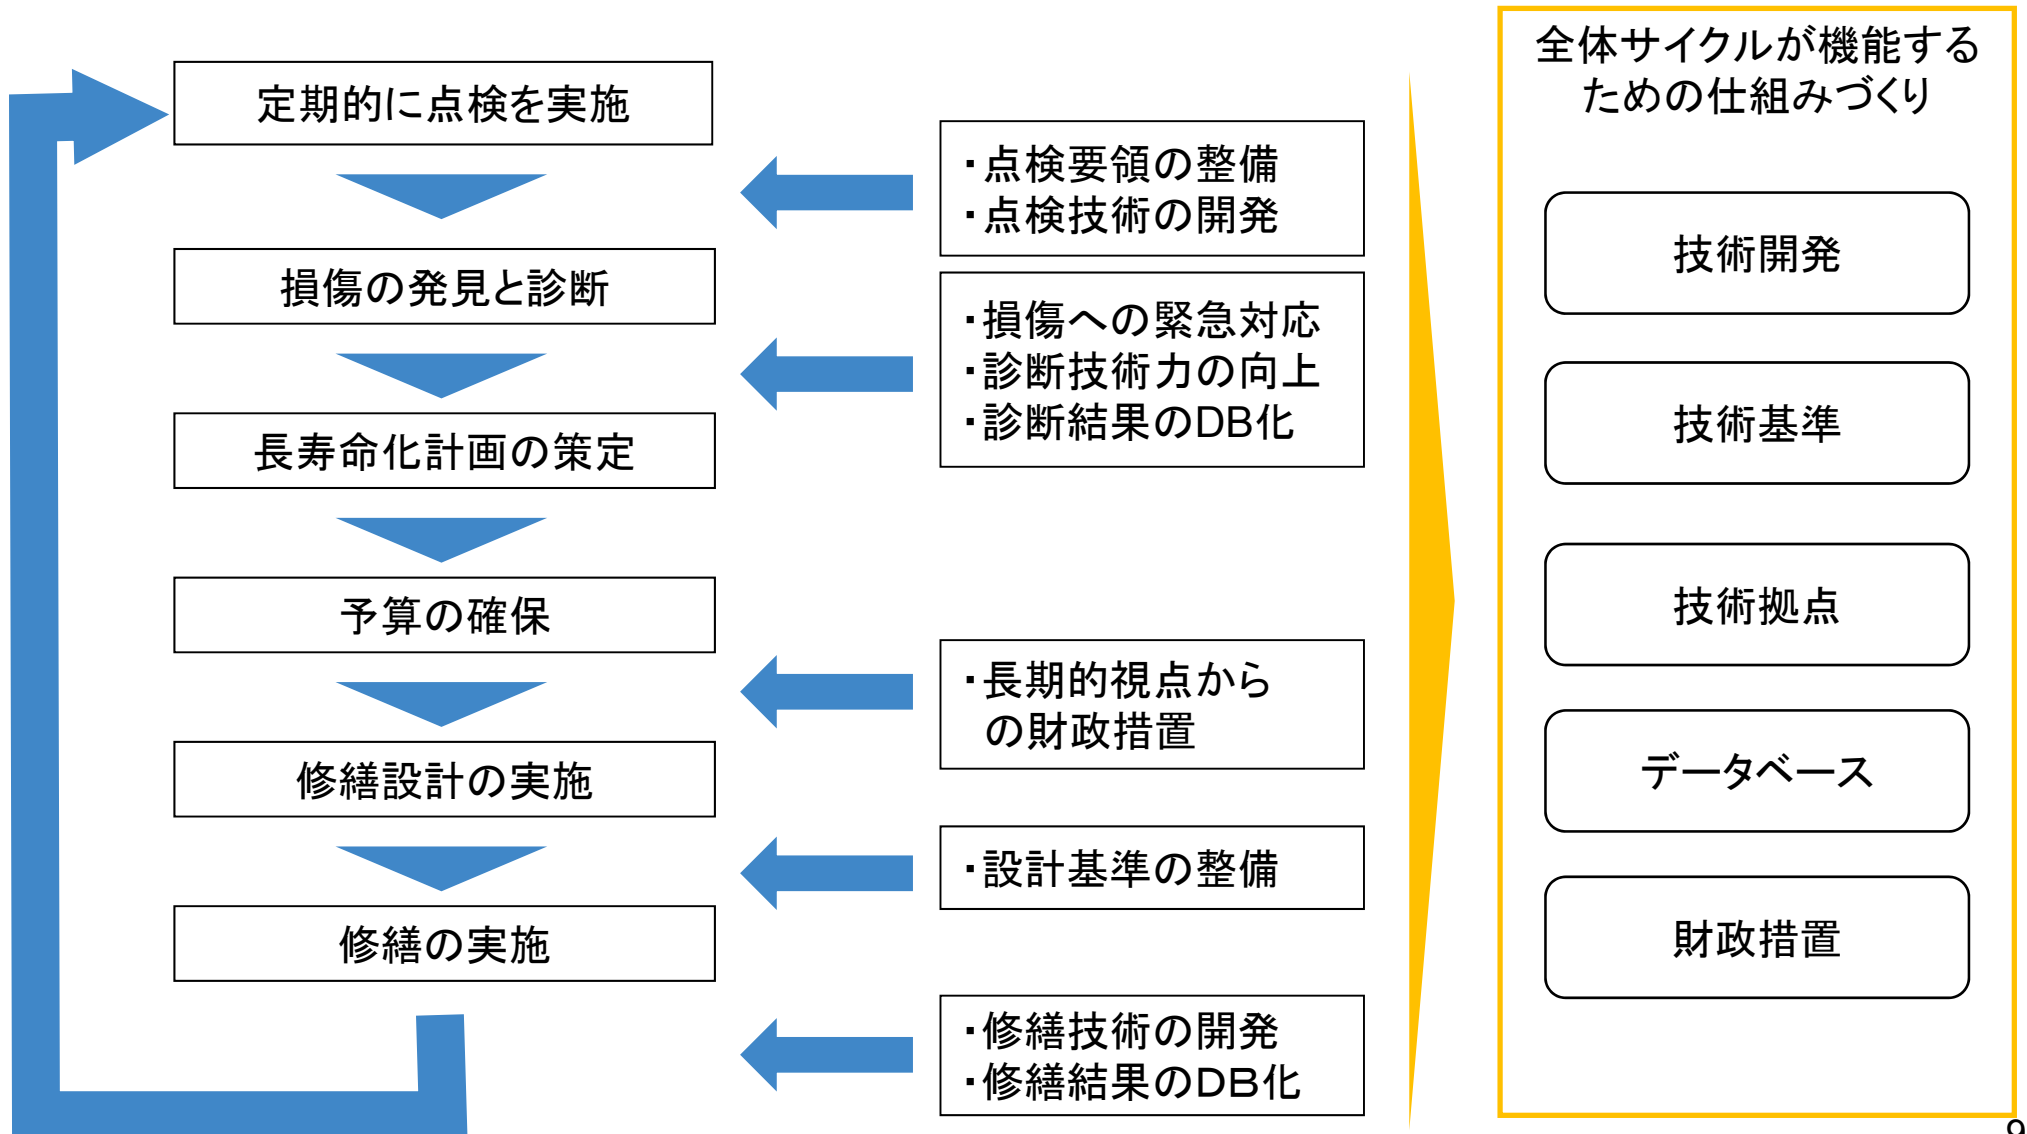 定期的に点検を実施
損傷の発見と診断
長寿命化計画の策定
予算の確保
修繕設計の実施
修繕の実施
・点検要領の整備
・点検技術の開発
・損傷への緊急対応
・診断技術力の向上
・診断結果のDB化
・長期的視点から
の財政措置
・設計基準の整備
・修繕技術の開発
・修繕結果のDB化
全体サイクルが機能する
ための仕組みづくり
技術開発
技術基準
技術拠点
データベース
財政措置